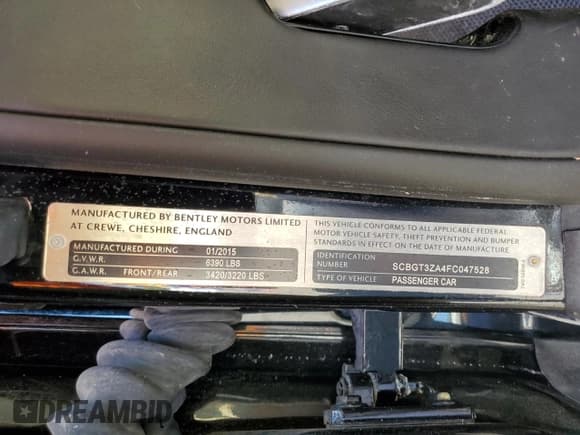 MANUFACTURED BY BENTLEY MOTORS LIMITED
AT CREWE, CHESHIRE, ENGLAND
MANUFACTURED DURING 01/2015
G.V.W.R. 6390 LBS
G.A.W.R. FRONT/REAR - 3420/3220 LBS
THIS VEHICLE CONFORMS TO ALL APPLICABLE FEDERAL
MOTOR VEHICLE SAFETY, THEFT PREVENTION AND BUMPER
STANDARDS IN EFFECT ON THE DATE OF MANUFACTURE
IDENTIFICATION
NUMBER SCBGT3ZA4FC047528
TYPE OF VEHICLE PASSENGER CAR
DREAMBID